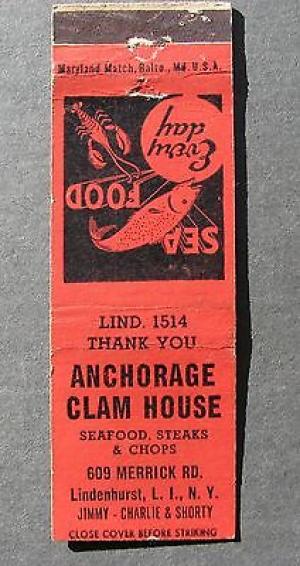 Maryland Match, Balto., Md. U.S.A.
Every
day
SEA
FOOD
LIND. 1514
THANK YOU
ANCHORAGE
CLAM HOUSE
SEAFOOD, STEAKS
& CHOPS
609 MERRICK RD.
Lindenhurst, L. I., N. Y.
JIMMY - CHARLIE & SHORTY
CLOSE COVER BEFORE STRIKING